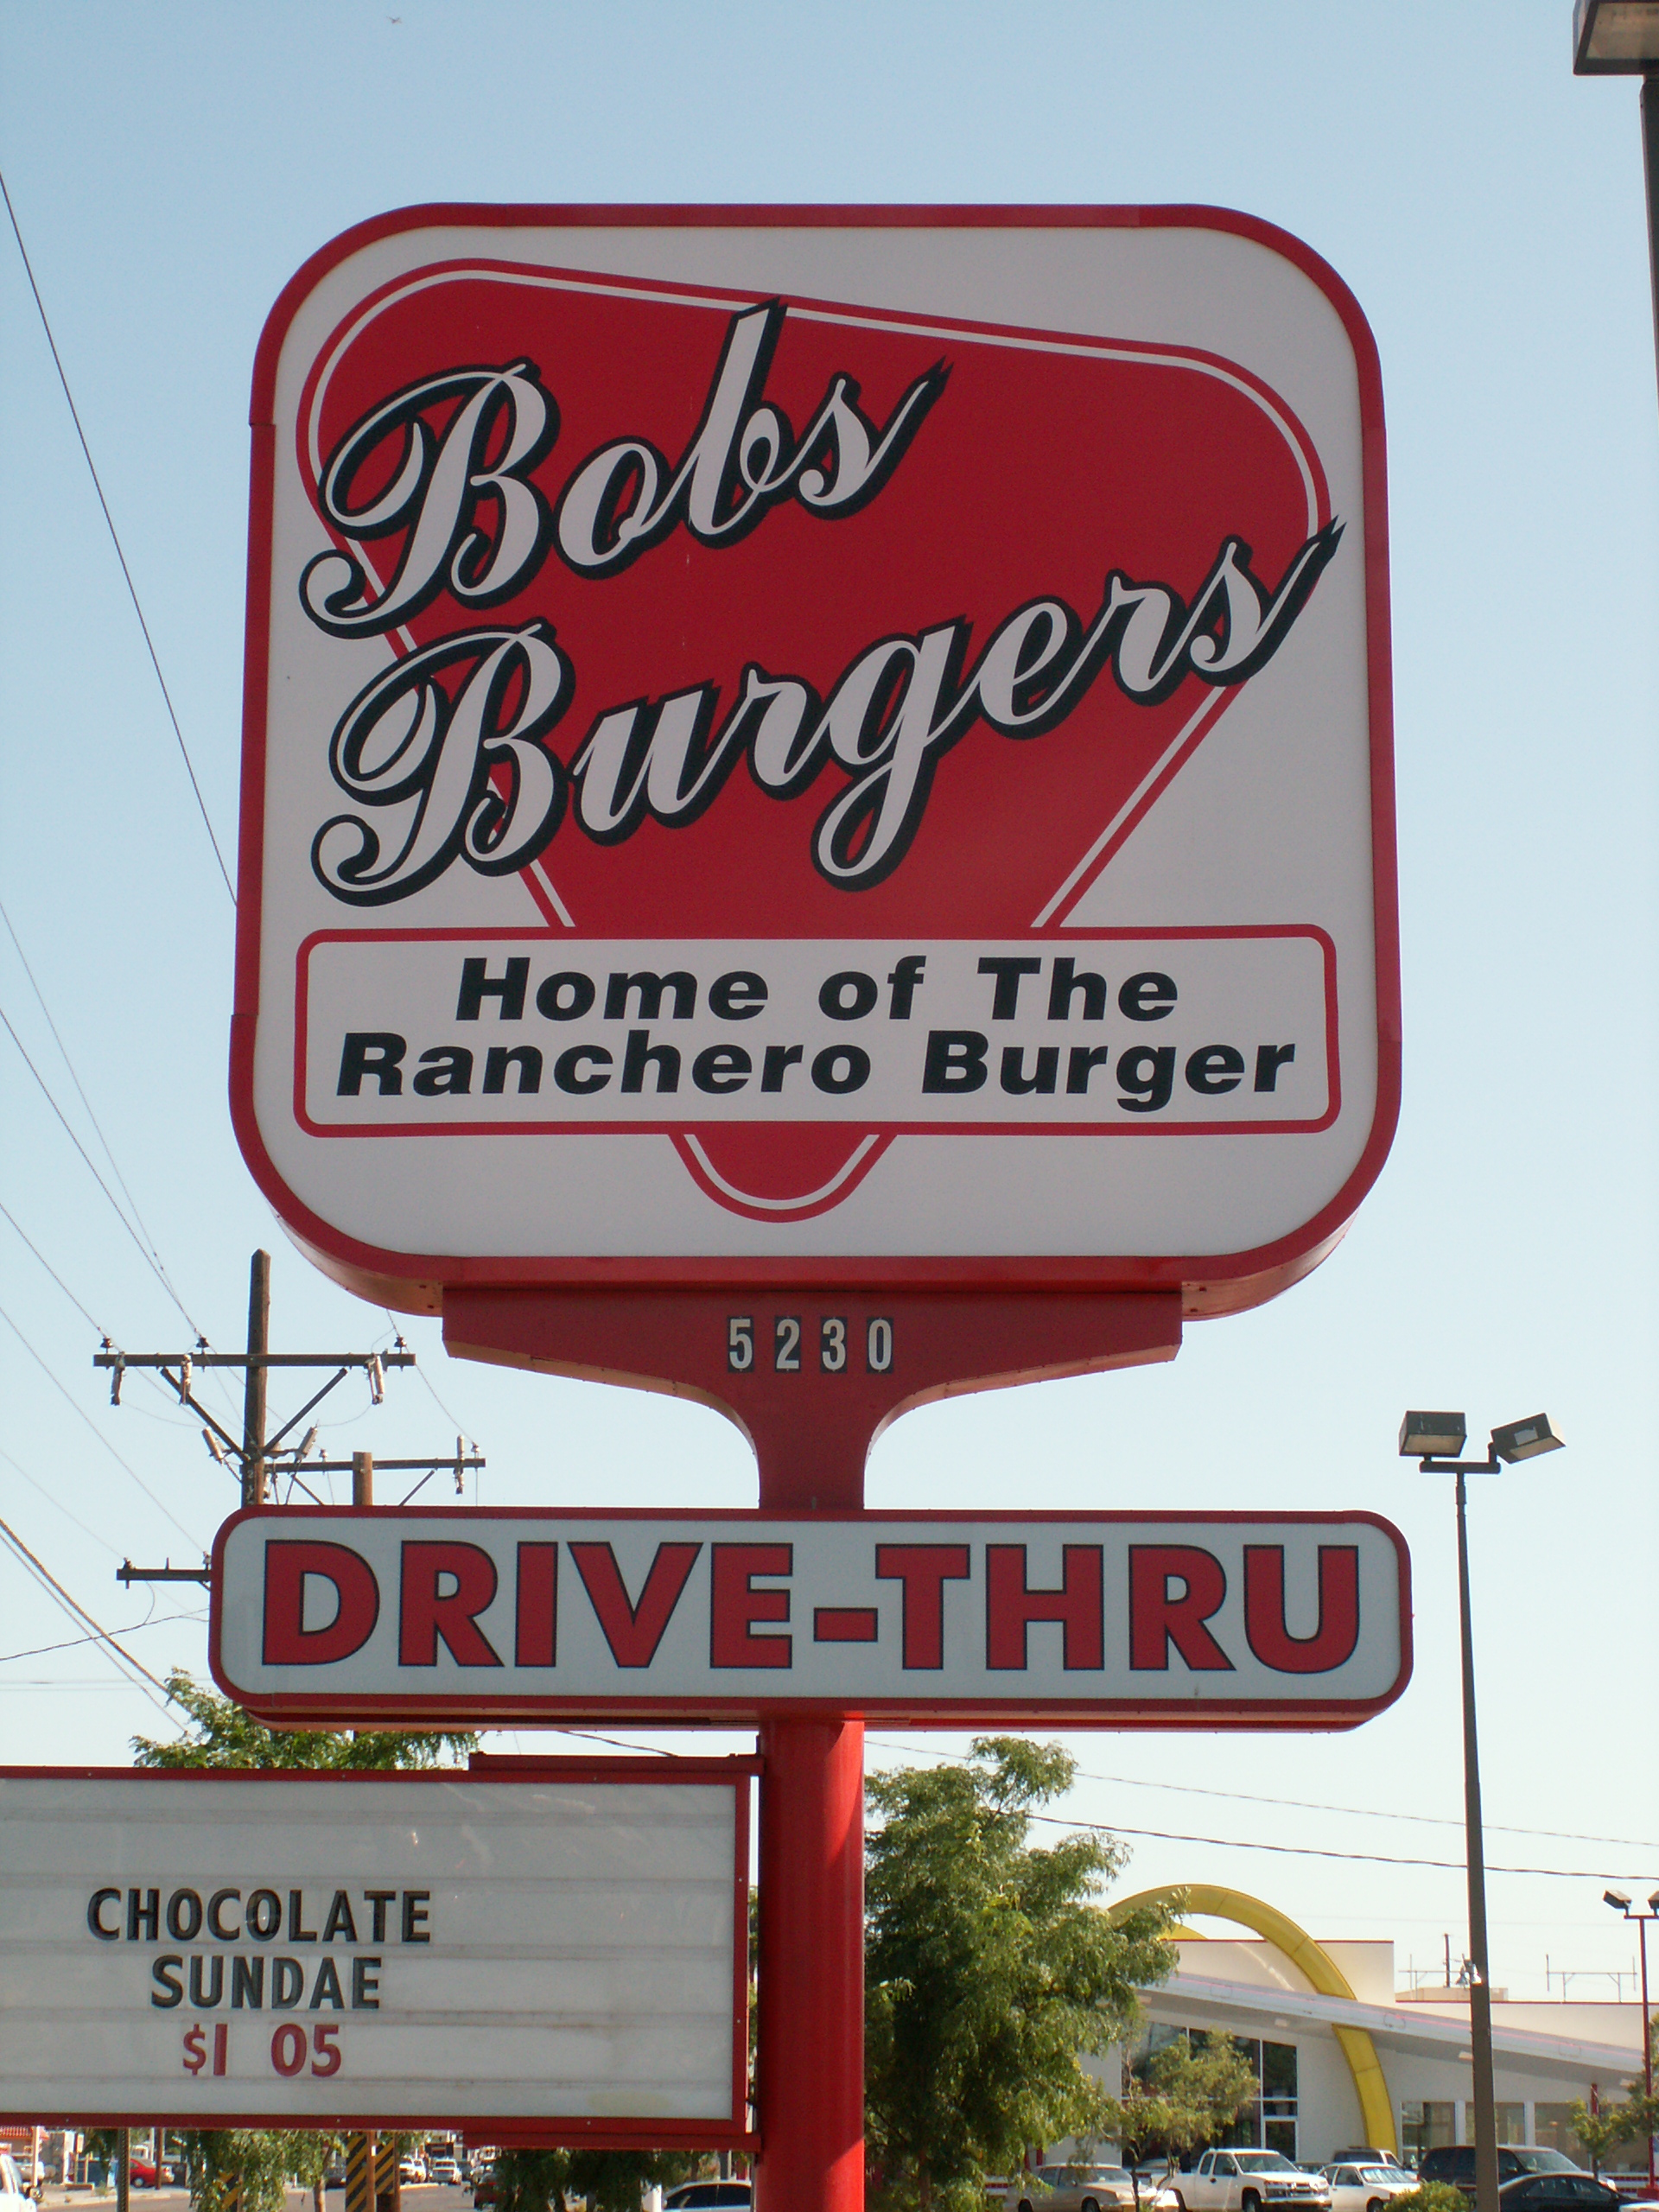 Bobs
Burgers
Home of The
Ranchero Burger
5230
DRIVE-THRU
CHOCOLATE
SUNDAE
$1 05